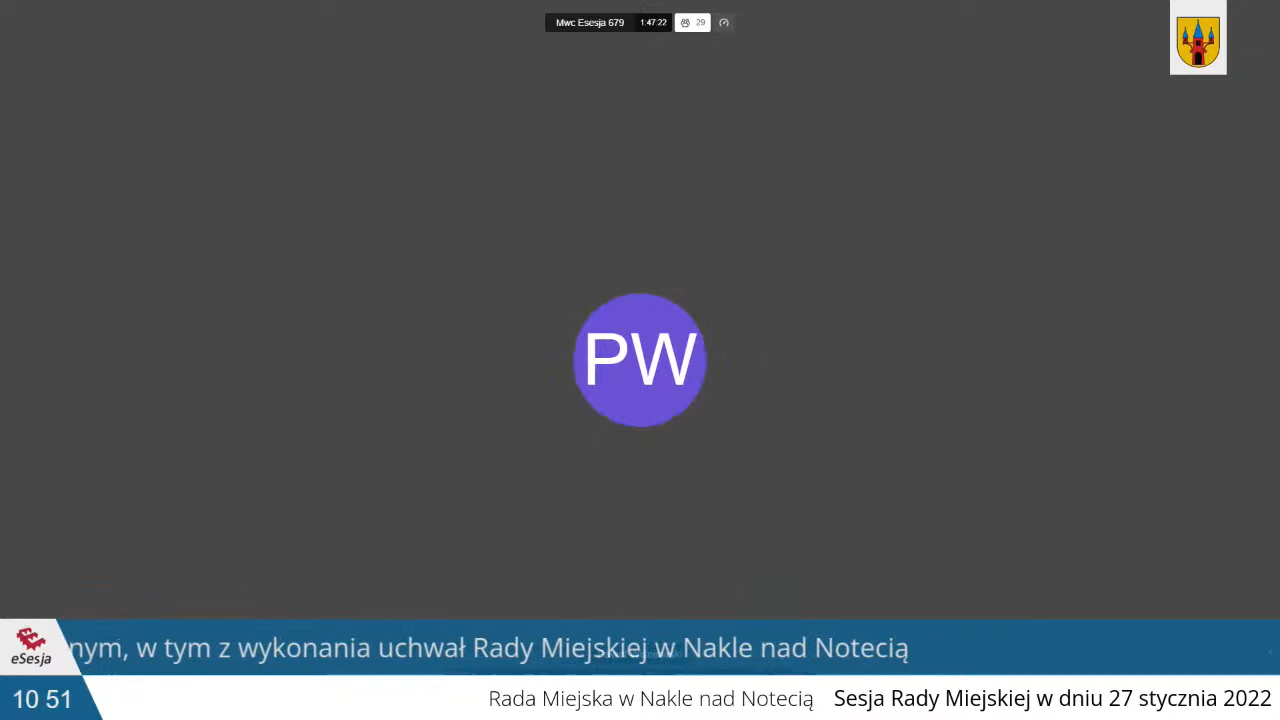 Mwc Esesja 679 1:47:22 29
PW
nym, w tym z wykonania uchwał Rady Miejskiej w Nakle nad Notecią
eSesja
10 51 Rada Miejska w Nakle nad Notecią Sesja Rady Miejskiej w dniu 27 stycznia 2022